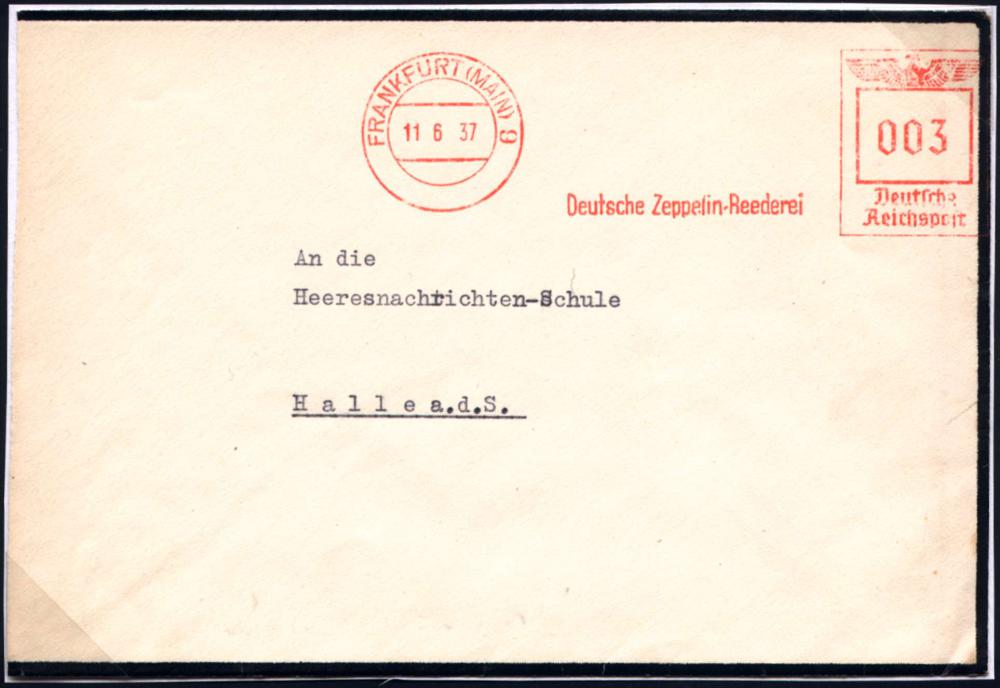 FRANKFURT (MAIN) 9
11 6 37
003
Deutsche
Reichspost
Deutsche Zeppelin-Reederei
An die
Heeresnachrichten-Schule
H a l l e a.d.S.